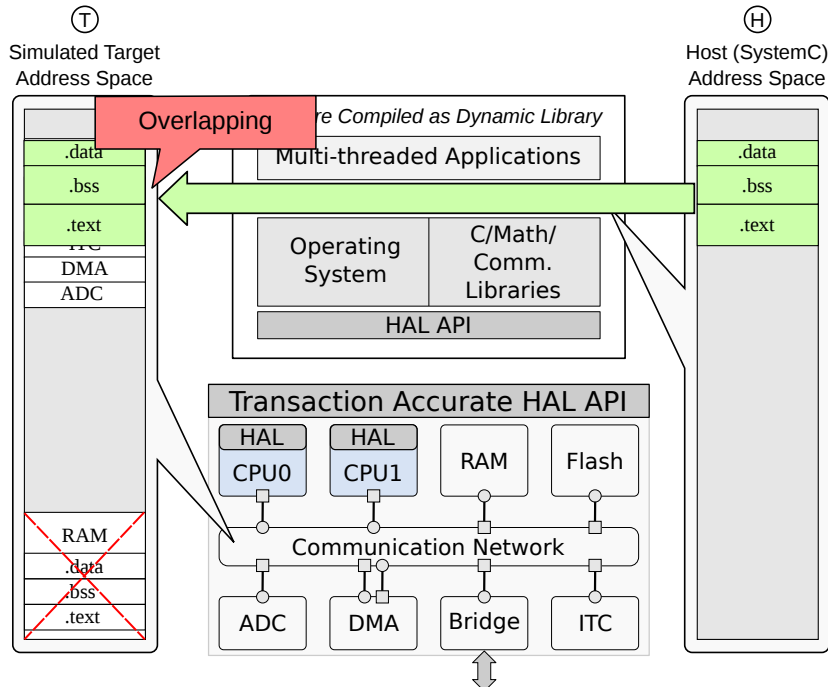 T
Simulated Target
Address Space
H
Host (SystemC)
Address Space
Overlapping
re Compiled as Dynamic Library
Multi-threaded Applications
.data
.bss
.text
DMA
ADC
.data
.bss
.text
Operating
System
C/Math/
Comm.
Libraries
HAL API
Transaction Accurate HAL API
HAL
CPU0
HAL
CPU1
RAM
Flash
Communication Network
ADC
DMA
Bridge
ITC
RAM
.data
.bss
.text